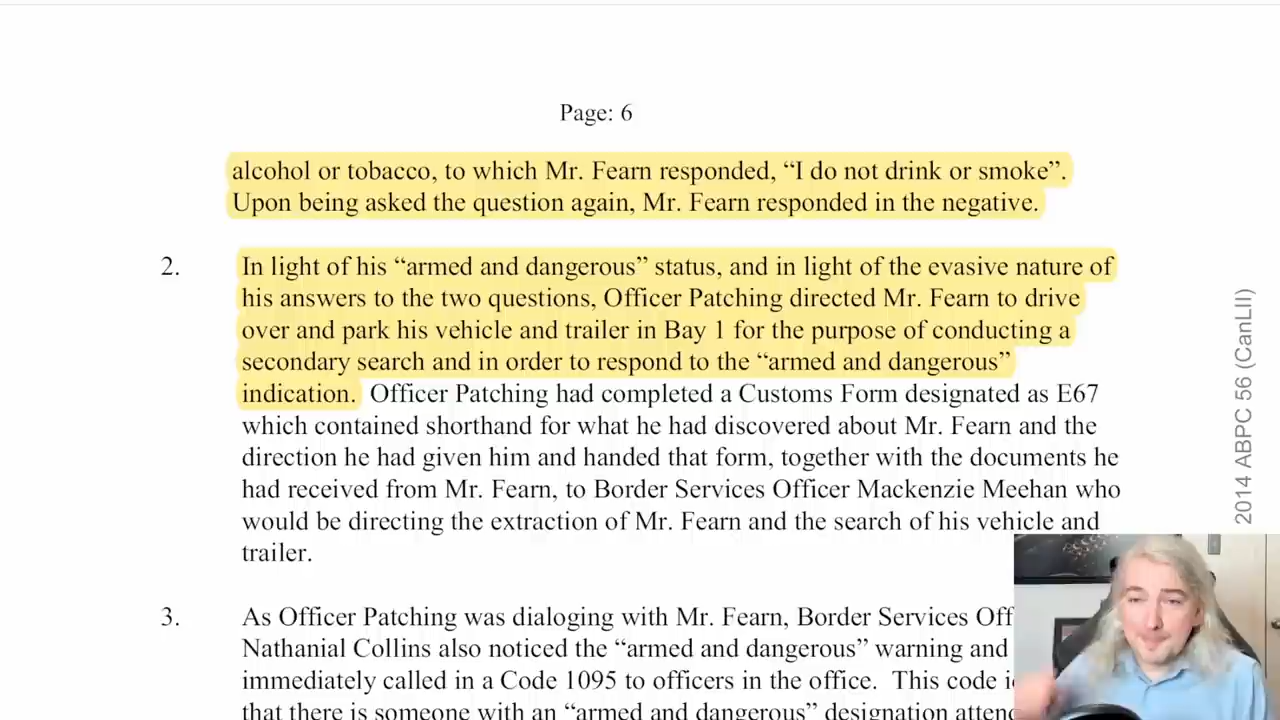 Page: 6
alcohol or tobacco, to which Mr. Fearn responded, “I do not drink or smoke”.
Upon being asked the question again, Mr. Fearn responded in the negative.
2. In light of his “armed and dangerous” status, and in light of the evasive nature of
his answers to the two questions, Officer Patching directed Mr. Fearn to drive
over and park his vehicle and trailer in Bay 1 for the purpose of conducting a
secondary search and in order to respond to the “armed and dangerous”
indication. Officer Patching had completed a Customs Form designated as E67
which contained shorthand for what he had discovered about Mr. Fearn and the
direction he had given him and handed that form, together with the documents he
had received from Mr. Fearn, to Border Services Officer Mackenzie Meehan who
would be directing the extraction of Mr. Fearn and the search of his vehicle and
trailer.
3. As Officer Patching was dialoging with Mr. Fearn, Border Services Off
Nathanial Collins also noticed the “armed and dangerous” warning and
immediately called in a Code 1095 to officers in the office. This code
that there is someone with an “armed and dangerous” designation
2014 ABPC 56 (CanLII)